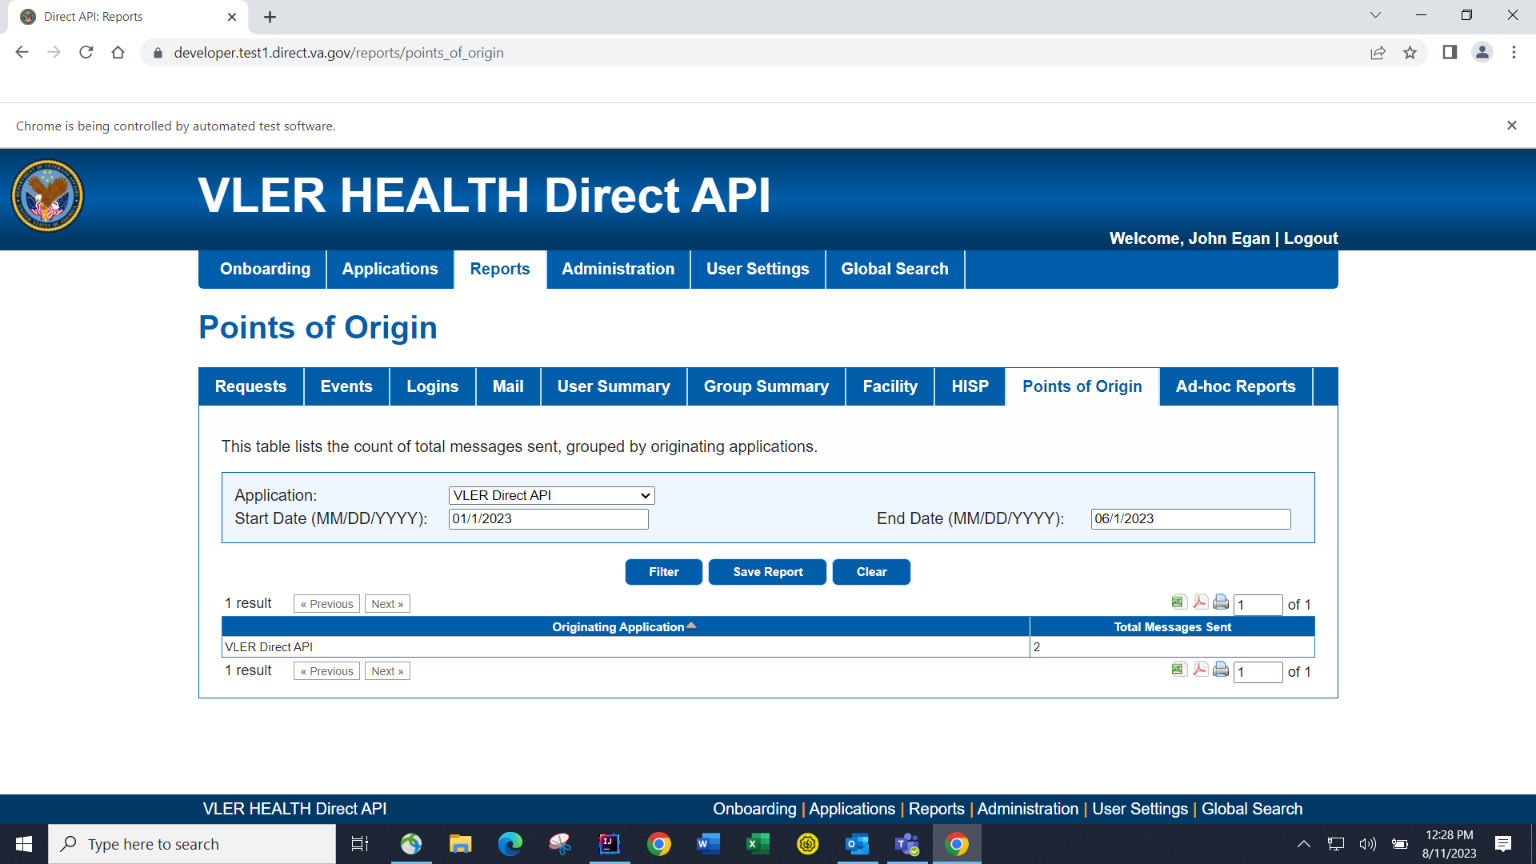 Direct API: Reports
developer.test1.direct.va.gov/reports/points_of_origin
Chrome is being controlled by automated test software.
VLER HEALTH Direct API
Welcome, John Egan | Logout
Onboarding Applications Reports Administration User Settings Global Search
Points of Origin
Requests Events Logins Mail User Summary Group Summary Facility HISP Points of Origin Ad-hoc Reports
This table lists the count of total messages sent, grouped by originating applications.
Application: VLER Direct API
Start Date (MM/DD/YYYY): 01/1/2023 End Date (MM/DD/YYYY): 06/1/2023
Filter Save Report Clear
1 result « Previous Next » 1 of 1
Originating Application Total Messages Sent
VLER Direct API 2
1 result « Previous Next » 1 of 1
VLER HEALTH Direct API Onboarding | Applications | Reports | Administration | User Settings | Global Search
Type here to search
12:28 PM
8/11/2023